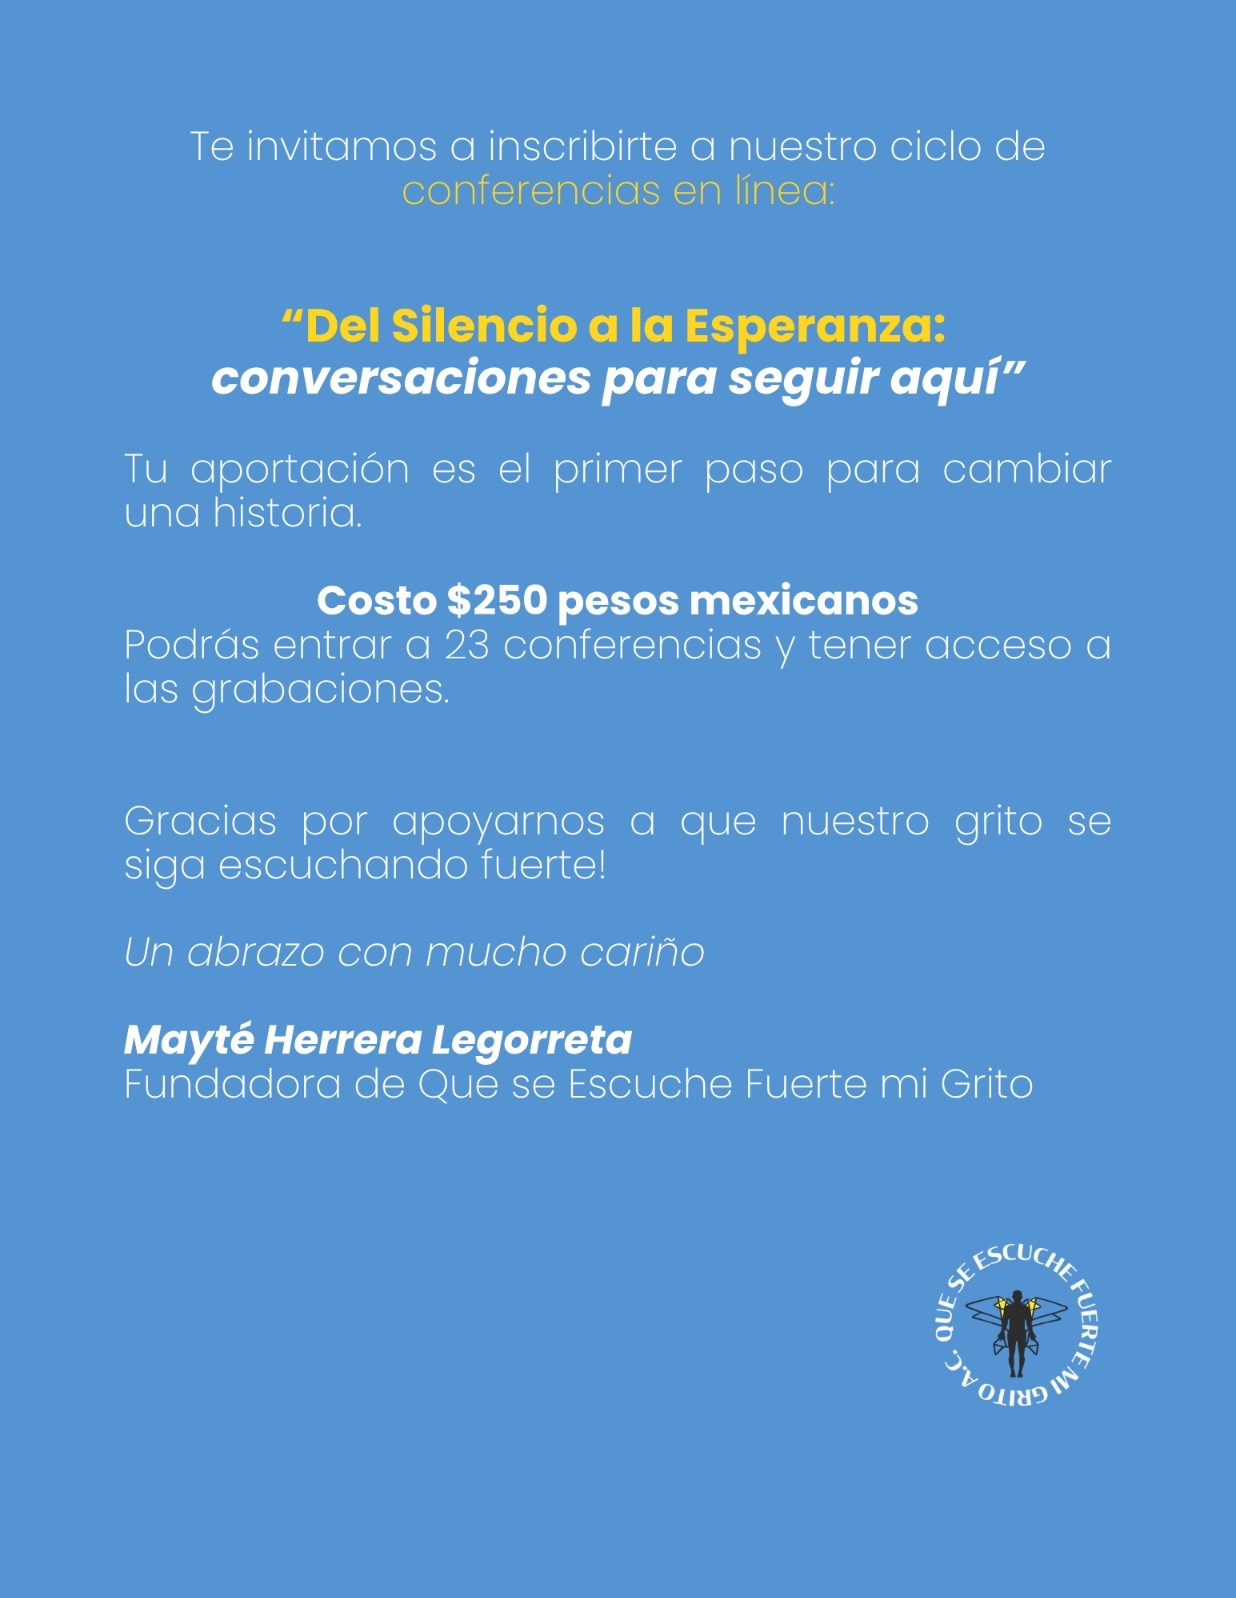 Te invitamos a inscribirte a nuestro ciclo de
conferencias en línea:
“Del Silencio a la Esperanza:
conversaciones para seguir aquí”
Tu aportación es el primer paso para cambiar
una historia.
Costo $250 pesos mexicanos
Podrás entrar a 23 conferencias y tener acceso a
las grabaciones.
Gracias por apoyarnos a que nuestro grito se
siga escuchando fuerte!
Un abrazo con mucho cariño
Mayté Herrera Legorreta
Fundadora de Que se Escuche Fuerte mi Grito
QUE SE ESCUCHE FUERTE MI GRITO A.C.